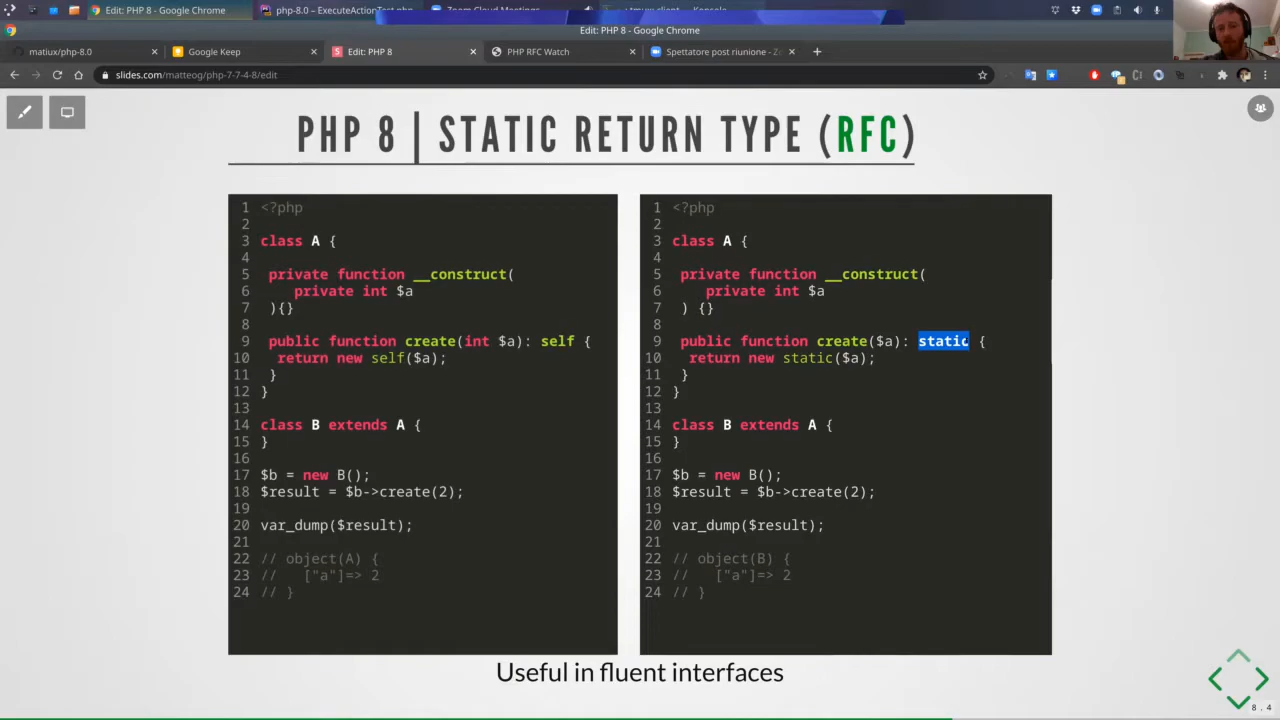 Edit: PHP 8 - Google Chrome
php-8.0 – ExecuteActionTest.php
Zoom Cloud Meetings
tmux client - Konsole
Edit: PHP 8 - Google Chrome
matiux/php-8.0
Google Keep
Edit: PHP 8
PHP RFC Watch
Spettatore post riunione - Zo
slides.com/matteog/php-7-7-4-8/edit
PHP 8 | STATIC RETURN TYPE (RFC)
1 <?php
2
3 class A {
4
5 private function __construct(
6 private int $a
7 ){}
8
9 public function create(int $a): self {
10 return new self($a);
11 }
12 }
13
14 class B extends A {
15 }
16
17 $b = new B();
18 $result = $b->create(2);
19
20 var_dump($result);
21
22 // object(A) {
23 // ["a"]=> 2
24 // }
1 <?php
2
3 class A {
4
5 private function __construct(
6 private int $a
7 ) {}
8
9 public function create($a): static {
10 return new static($a);
11 }
12 }
13
14 class B extends A {
15 }
16
17 $b = new B();
18 $result = $b->create(2);
19
20 var_dump($result);
21
22 // object(B) {
23 // ["a"]=> 2
24 // }
Useful in fluent interfaces
8.4